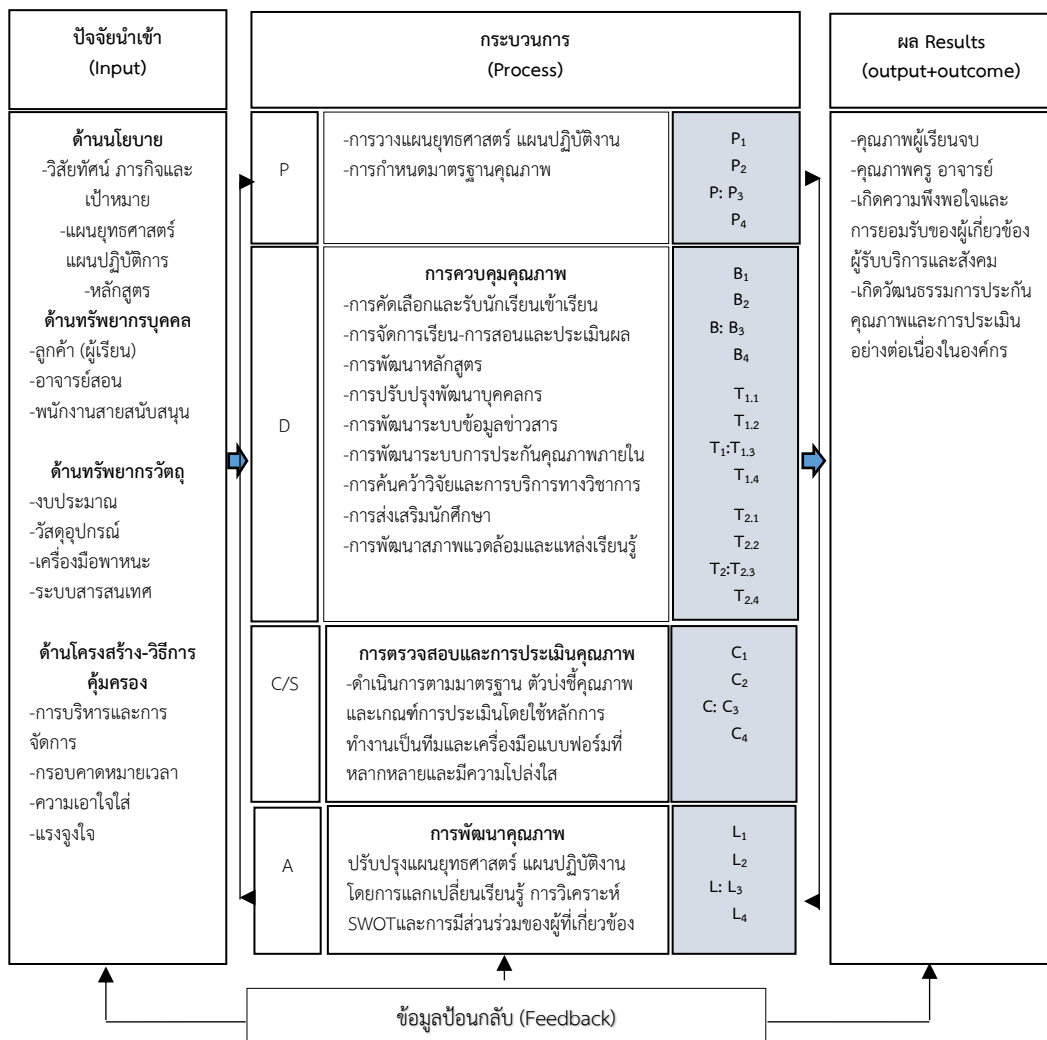 ปัจจัยนำเข้า
(Input)
กระบวนการ
(Process)
ผล Results
(output+outcome)
ด้านนโยบาย
-วิสัยทัศน์ ภารกิจและ
เป้าหมาย
-แผนยุทธศาสตร์
แผนปฏิบัติการ
-หลักสูตร
ด้านทรัพยากรบุคคล
-ลูกค้า (ผู้เรียน)
-อาจารย์สอน
-พนักงานสายสนับสนุน
ด้านทรัพยากรวัตถุ
-งบประมาณ
-วัสดุอุปกรณ์
-เครื่องมือพาหนะ
-ระบบสารสนเทศ
ด้านโครงสร้าง-วิธีการ
คุ้มครอง
-การบริหารและการ
จัดการ
-กรอบคาดหมายเวลา
-ความเอาใจใส่
-แรงจูงใจ
P
-การวางแผนยุทธศาสตร์ แผนปฏิบัติงาน
-การกำหนดมาตรฐานคุณภาพ
P₁
P₂
P: P₃
P₄
D
การควบคุมคุณภาพ
-การคัดเลือกและรับนักเรียนเข้าเรียน
-การจัดการเรียน-การสอนและประเมินผล
-การพัฒนาหลักสูตร
-การปรับปรุงพัฒนาบุคคลกร
-การพัฒนาระบบข้อมูลข่าวสาร
-การพัฒนาระบบการประกันคุณภาพภายใน
-การค้นคว้าวิจัยและการบริการทางวิชาการ
-การส่งเสริมนักศึกษา
-การพัฒนาสภาพแวดล้อมและแหล่งเรียนรู้
B₁
B₂
B: B₃
B₄
T₁.₁
T₁.₂
T₁:T₁.₃
T₁.₄
T₂.₁
T₂.₂
T₂:T₂.₃
T₂.₄
C/S
การตรวจสอบและการประเมินคุณภาพ
-ดำเนินการตามมาตรฐาน ตัวบ่งชี้คุณภาพ
และเกณฑ์การประเมินโดยใช้หลักการ
ทำงานเป็นทีมและเครื่องมือแบบฟอร์มที่
หลากหลายและมีความโปล่งใส
C₁
C₂
C: C₃
C₄
A
การพัฒนาคุณภาพ
ปรับปรุงแผนยุทธศาสตร์ แผนปฏิบัติงาน
โดยการแลกเปลี่ยนเรียนรู้ การวิเคราะห์
SWOTและการมีส่วนร่วมของผู้ที่เกี่ยวข้อง
L₁
L₂
L: L₃
L₄
-คุณภาพผู้เรียนจบ
-คุณภาพครู อาจารย์
-เกิดความพึงพอใจและ
การยอมรับของผู้เกี่ยวข้อง
ผู้รับบริการและสังคม
-เกิดวัฒนธรรมการประกัน
คุณภาพและการประเมิน
อย่างต่อเนื่องในองค์กร
ข้อมูลป้อนกลับ (Feedback)